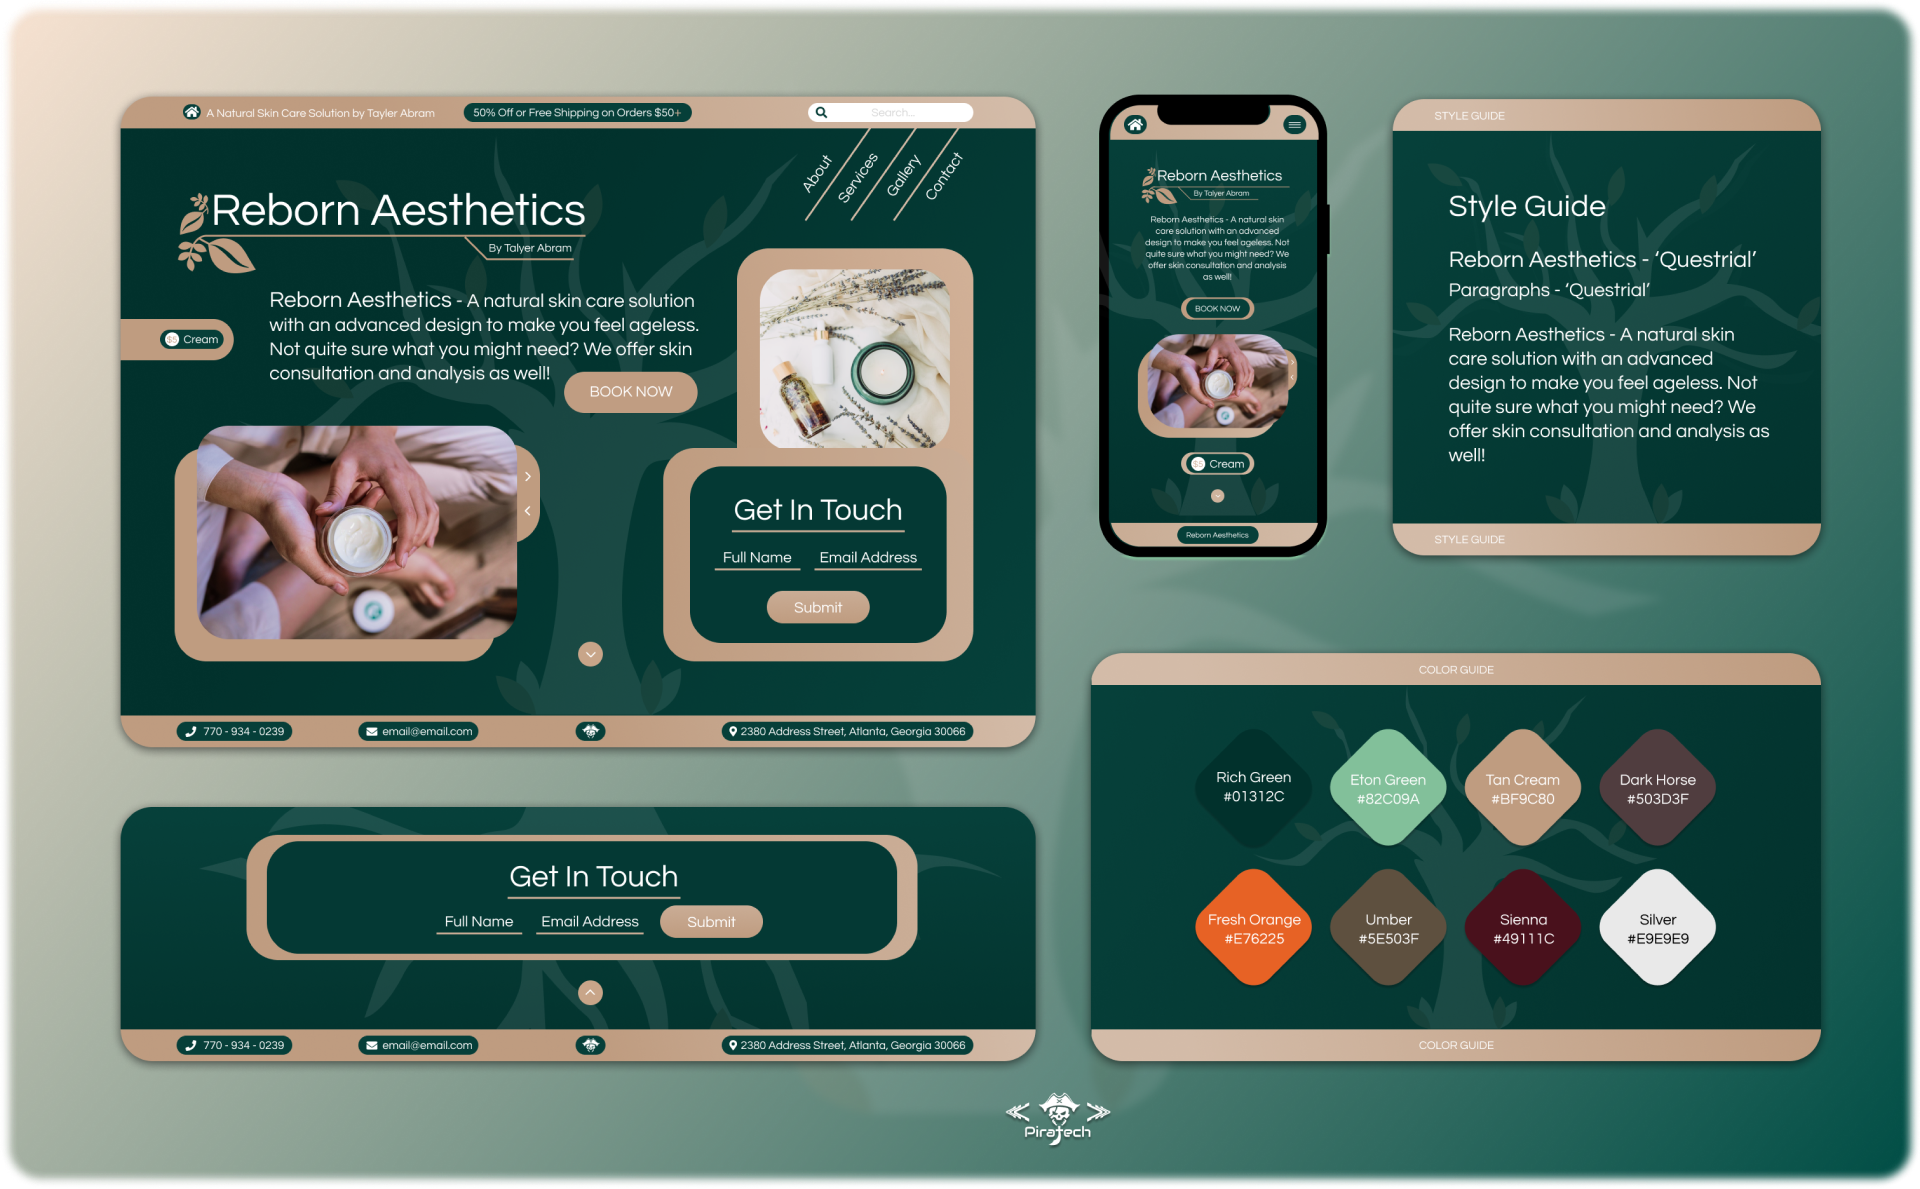 A Natural Skin Care Solution by Tayler Abram
50% Off or Free Shipping on Orders $50+
Search...
About
Services
Gallery
Contact
Reborn Aesthetics
By Talyer Abram
Reborn Aesthetics - A natural skin care solution
with an advanced design to make you feel ageless.
Not quite sure what you might need? We offer skin
consultation and analysis as well!
$5 Cream
BOOK NOW
Get In Touch
Full Name
Email Address
Submit
770 - 934 - 0239
email@email.com
2380 Address Street, Atlanta, Georgia 30066
Get In Touch
Full Name
Email Address
Submit
770 - 934 - 0239
email@email.com
2380 Address Street, Atlanta, Georgia 30066
Reborn Aesthetics
By Talyer Abram
Reborn Aesthetics - A natural skin
care solution with an advanced
design to make you feel ageless. Not
quite sure what you might need? We
offer skin consultation and analysis
as well!
BOOK NOW
$5 Cream
Reborn Aesthetics
STYLE GUIDE
Style Guide
Reborn Aesthetics - ‘Questrial’
Paragraphs - ‘Questrial’
Reborn Aesthetics - A natural skin
care solution with an advanced
design to make you feel ageless. Not
quite sure what you might need? We
offer skin consultation and analysis as
well!
STYLE GUIDE
COLOR GUIDE
Rich Green
#01312C
Eton Green
#82C09A
Tan Cream
#BF9C80
Dark Horse
#503D3F
Fresh Orange
#E76225
Umber
#5E503F
Sienna
#49111C
Silver
#E9E9E9
COLOR GUIDE
Piratech